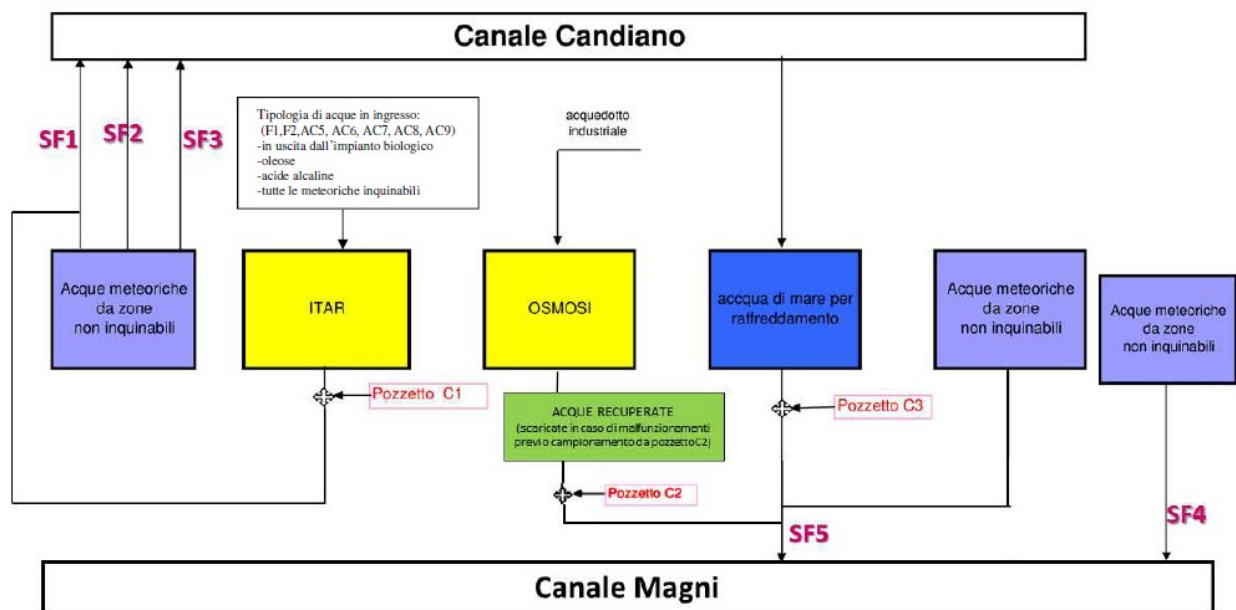 Canale Candiano
SF1
SF2
SF3
Tipologia di acque in ingresso:
(F1,F2,AC5, AC6, AC7, AC8, AC9)
-in uscita dall'impianto biologico
-oleose
-acide alcaline
-tutte le meteoriche inquinabili
acquedotto
industriale
Acque meteoriche
da zone
non inquinabili
ITAR
OSMOSI
accqua di mare per
raffreddamento
Acque meteoriche
da zone
non inquinabili
Acque meteoriche
da zone
non inquinabili
Pozzetto C1
ACQUE RECUPERATE
(scaricate in caso di malfunzionamenti
previo campionamento da pozzetto C2)
Pozzetto C3
Pozzetto C2
SF5
SF4
Canale Magni